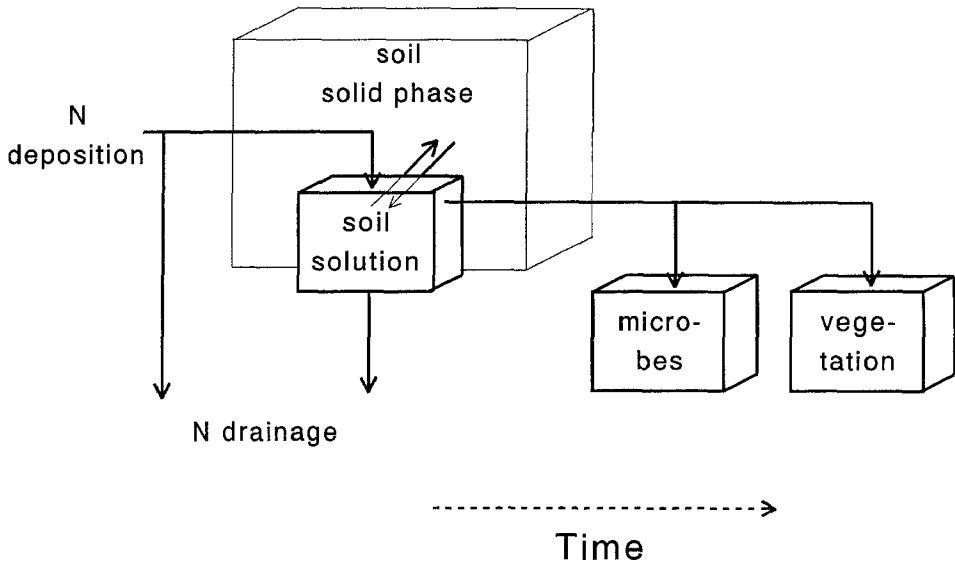 soil
solid phase
N
deposition
soil
solution
micro-
bes
vege-
tation
N drainage
Time